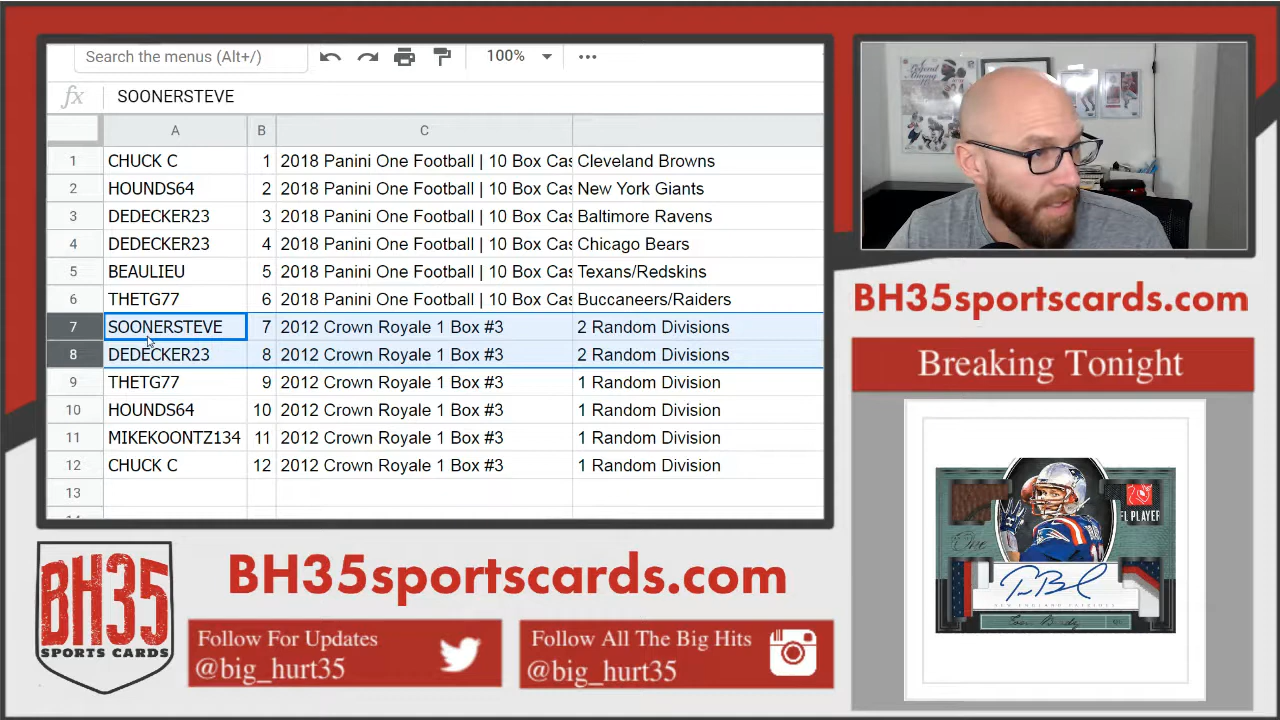 Search the menus (Alt+/)
100%
fx SOONERSTEVE
A B C
1 CHUCK C 1 2018 Panini One Football | 10 Box Cas Cleveland Browns
2 HOUNDS64 2 2018 Panini One Football | 10 Box Cas New York Giants
3 DEDECKER23 3 2018 Panini One Football | 10 Box Cas Baltimore Ravens
4 DEDECKER23 4 2018 Panini One Football | 10 Box Cas Chicago Bears
5 BEAULIEU 5 2018 Panini One Football | 10 Box Cas Texans/Redskins
6 THETG77 6 2018 Panini One Football | 10 Box Cas Buccaneers/Raiders
7 SOONERSTEVE 7 2012 Crown Royale 1 Box #3 2 Random Divisions
8 DEDECKER23 8 2012 Crown Royale 1 Box #3 2 Random Divisions
9 THETG77 9 2012 Crown Royale 1 Box #3 1 Random Division
10 HOUNDS64 10 2012 Crown Royale 1 Box #3 1 Random Division
11 MIKEKOONTZ134 11 2012 Crown Royale 1 Box #3 1 Random Division
12 CHUCK C 12 2012 Crown Royale 1 Box #3 1 Random Division
13
Legend
BH35sportscards.com
Breaking Tonight
FL PLAYER
One
NEW ENGLAND PATRIOTS
BH35
SPORTS CARDS
BH35sportscards.com
Follow For Updates
@big_hurt35
Follow All The Big Hits
@big_hurt35